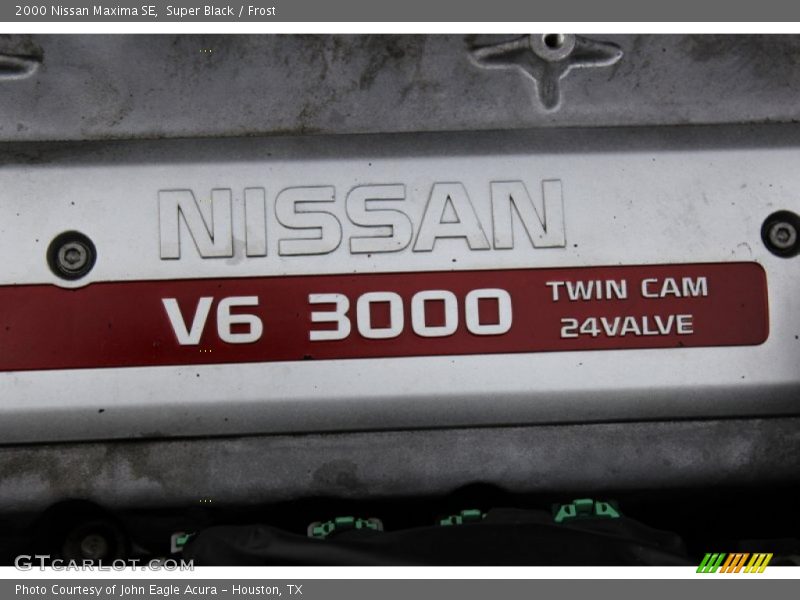 2000 Nissan Maxima SE, Super Black / Frost
NISSAN
V6 3000 TWIN CAM
24VALVE
GTCARLOT.COM
Photo Courtesy of John Eagle Acura - Houston, TX